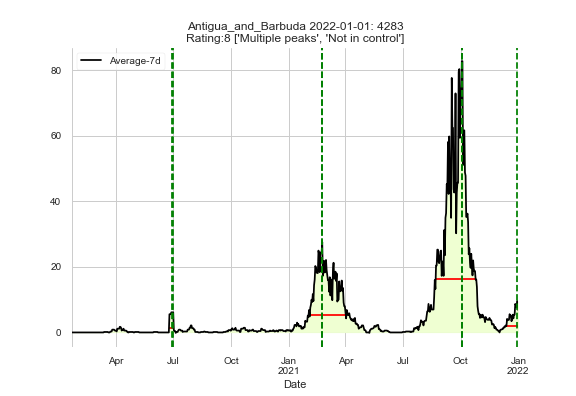 Antigua_and_Barbuda 2022-01-01: 4283
Rating:8 ['Multiple peaks', 'Not in control']
Average-7d
80
60
40
20
0
Apr Jul Oct Jan Apr Jul Oct Jan
2021 2022
Date